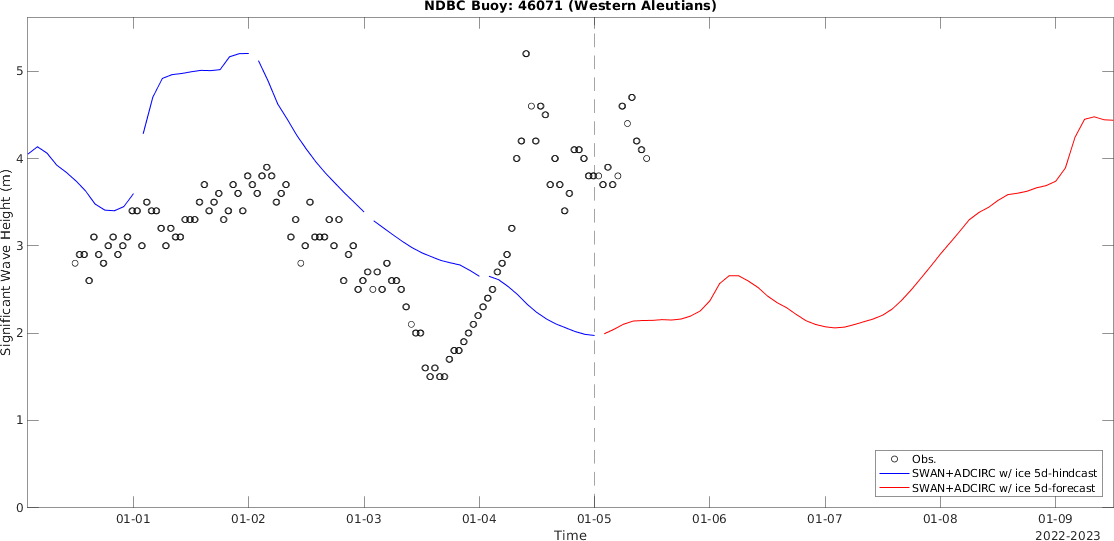 NDBC Buoy: 46071 (Western Aleutians)
Significant Wave Height (m)
5
4
3
2
1
0
Obs.
SWAN+ADCIRC w/ ice 5d-hindcast
SWAN+ADCIRC w/ ice 5d-forecast
01-01 01-02 01-03 01-04 01-05 01-06 01-07 01-08 01-09
Time
2022-2023